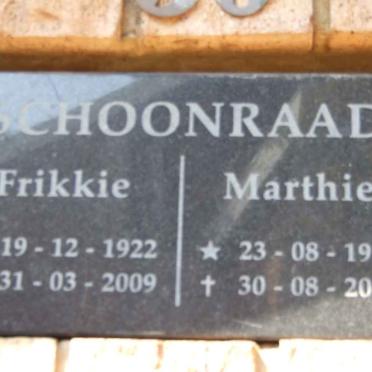 SCHOONRAAD
Frikkie
19 - 12 - 1922
31 - 03 - 2009
Marthie
★ 23 - 08 - 19
✝ 30 - 08 - 20